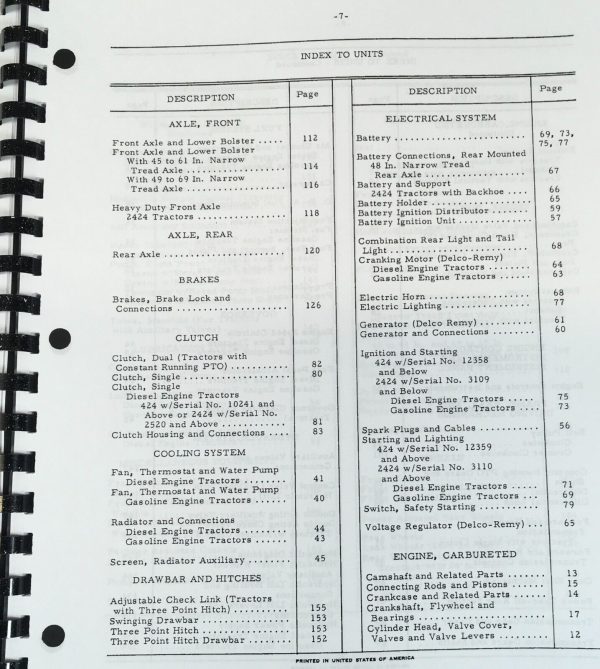 -7-
INDEX TO UNITS
DESCRIPTION Page
AXLE, FRONT
Front Axle and Lower Bolster ..... 112
Front Axle and Lower Bolster
With 45 to 61 In. Narrow
Tread Axle ................... 114
With 49 to 69 In. Narrow
Tread Axle ................... 116
Heavy Duty Front Axle
2424 Tractors .................. 118
AXLE, REAR
Rear Axle ........................ 120
BRAKES
Brakes, Brake Lock and
Connections .................... 126
CLUTCH
Clutch, Dual (Tractors with
Constant Running PTO) ........... 82
Clutch, Single .................... 80
Clutch, Single
Diesel Engine Tractors
424 w/Serial No. 10241 and
Above or 2424 w/Serial No.
2520 and Above ............... 81
Clutch Housing and Connections .... 83
COOLING SYSTEM
Fan, Thermostat and Water Pump
Diesel Engine Tractors .......... 41
Fan, Thermostat and Water Pump
Gasoline Engine Tractors ........ 40
Radiator and Connections
Diesel Engine Tractors .......... 44
Gasoline Engine Tractors ........ 43
Screen, Radiator Auxiliary ........ 45
DRAWBAR AND HITCHES
Adjustable Check Link (Tractors
with Three Point Hitch) .......... 155
Swinging Drawbar ................ 153
Three Point Hitch ................ 153
Three Point Hitch Drawbar ........ 152
DESCRIPTION Page
ELECTRICAL SYSTEM
Battery ......................... 69, 73,
75, 77
Battery Connections, Rear Mounted
48 In. Narrow Tread
Rear Axle ..................... 67
Battery and Support
2424 Tractors with Backhoe .... 66
Battery Holder ................... 65
Battery Ignition Distributor ....... 59
Battery Ignition Unit .............. 57
Combination Rear Light and Tail
Light .......................... 68
Cranking Motor (Delco-Remy)
Diesel Engine Tractors ........ 64
Gasoline Engine Tractors ...... 63
Electric Horn ................... 68
Electric Lighting ................. 77
Generator (Delco Remy) .......... 61
Generator and Connections ........ 60
Ignition and Starting
424 w/Serial No. 12358
and Below
2424 w/Serial No. 3109
and Below
Diesel Engine Tractors ..... 75
Gasoline Engine Tractors ... 73
Spark Plugs and Cables .......... 56
Starting and Lighting
424 w/Serial No. 12359
and Above
2424 w/Serial No. 3110
and Above
Diesel Engine Tractors ..... 71
Gasoline Engine Tractors ... 69
Switch, Safety Starting ........... 79
Voltage Regulator (Delco-Remy) ... 65
ENGINE, CARBURETED
Camshaft and Related Parts ....... 13
Connecting Rods and Pistons ...... 15
Crankcase and Related Parts ...... 14
Crankshaft, Flywheel and
Bearings ....................... 17
Cylinder Head, Valve Cover,
Valves and Valve Levers ......... 12
PRINTED IN UNITED STATES OF AMERICA